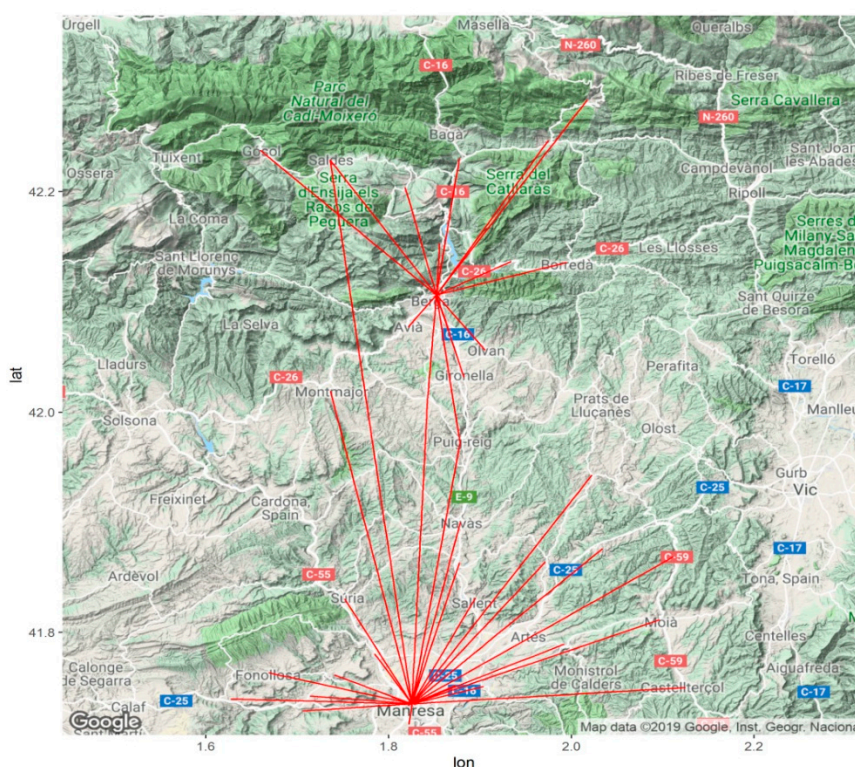 Ürgell
Masella
Queralbs
N-260
C-16
Ribes de Freser
Parc
Natural del
Cadí-Moixeró
Serra Cavallera
N-260
Bagà
Tuixent
Gósol
Saldes
Campdevànol
Sant Joan
les Abades
Ossera
Serra
d'Ensija els
Rasos de
Peguera
C-16
Serra del
Catllaràs
42.2
Ripoll
La Coma
Serres d
Milany-Sa
Magdalen
Puigsacalm-B
Sant Llorenç
de Morunys
C-26
Les Llosses
C-26
Borredà
Berga
Sant Quirze
de Besora
La Selva
Avià
C-16
Olvan
Lladurs
Gironella
Perafita
Torelló
C-26
Montmajor
C-17
lat
42.0
Prats de
Lluçanès
Manlleu
Solsona
Olost
Puig-reig
Gurb
C-25
Vic
Freixinet
Cardona,
Spain
E-9
Navàs
C-17
Ardèvol
C-55
C-25
C-59
Tona, Spain
Súria
Sallent
Moià
41.8
Artés
Centelles
Calonge
de Segarra
Fonollosa
C-25
Monistrol
de Calders
C-59
Aiguafreda
Castellterçol
C-25
Calaf
C-16
C-17
Manresa
Google
C-55
Map data ©2019 Google, Inst. Geogr. Naciona
1.6
1.8
2.0
2.2
lon